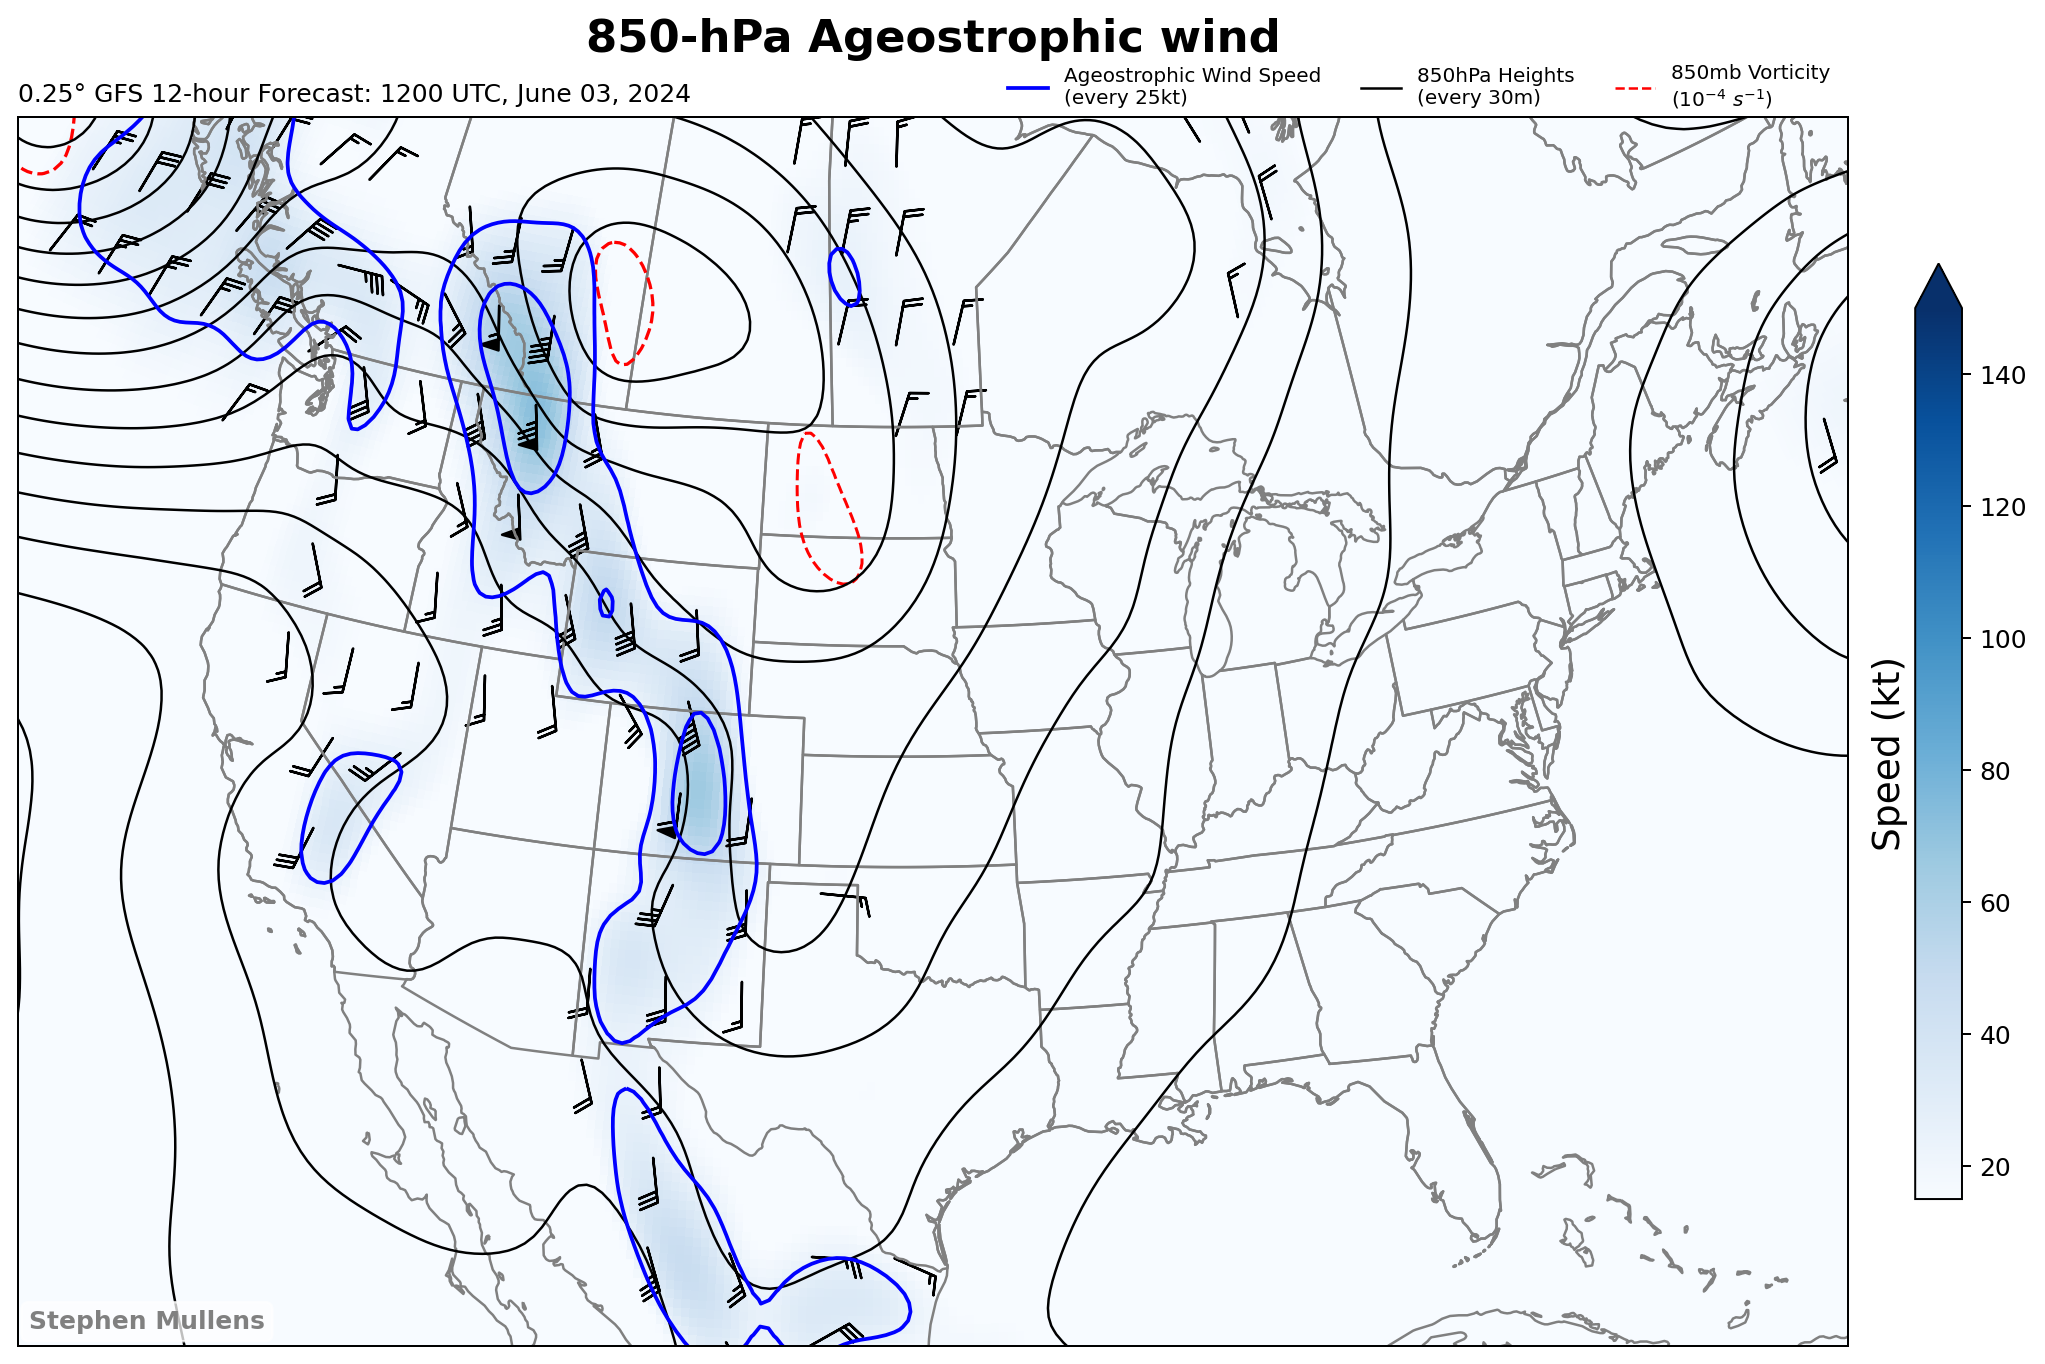 850-hPa Ageostrophic wind
0.25° GFS 12-hour Forecast: 1200 UTC, June 03, 2024
Ageostrophic Wind Speed
(every 25kt)
850hPa Heights
(every 30m)
850mb Vorticity
(10⁻⁴ s⁻¹)
140
120
100
80
60
40
20
Speed (kt)
Stephen Mullens